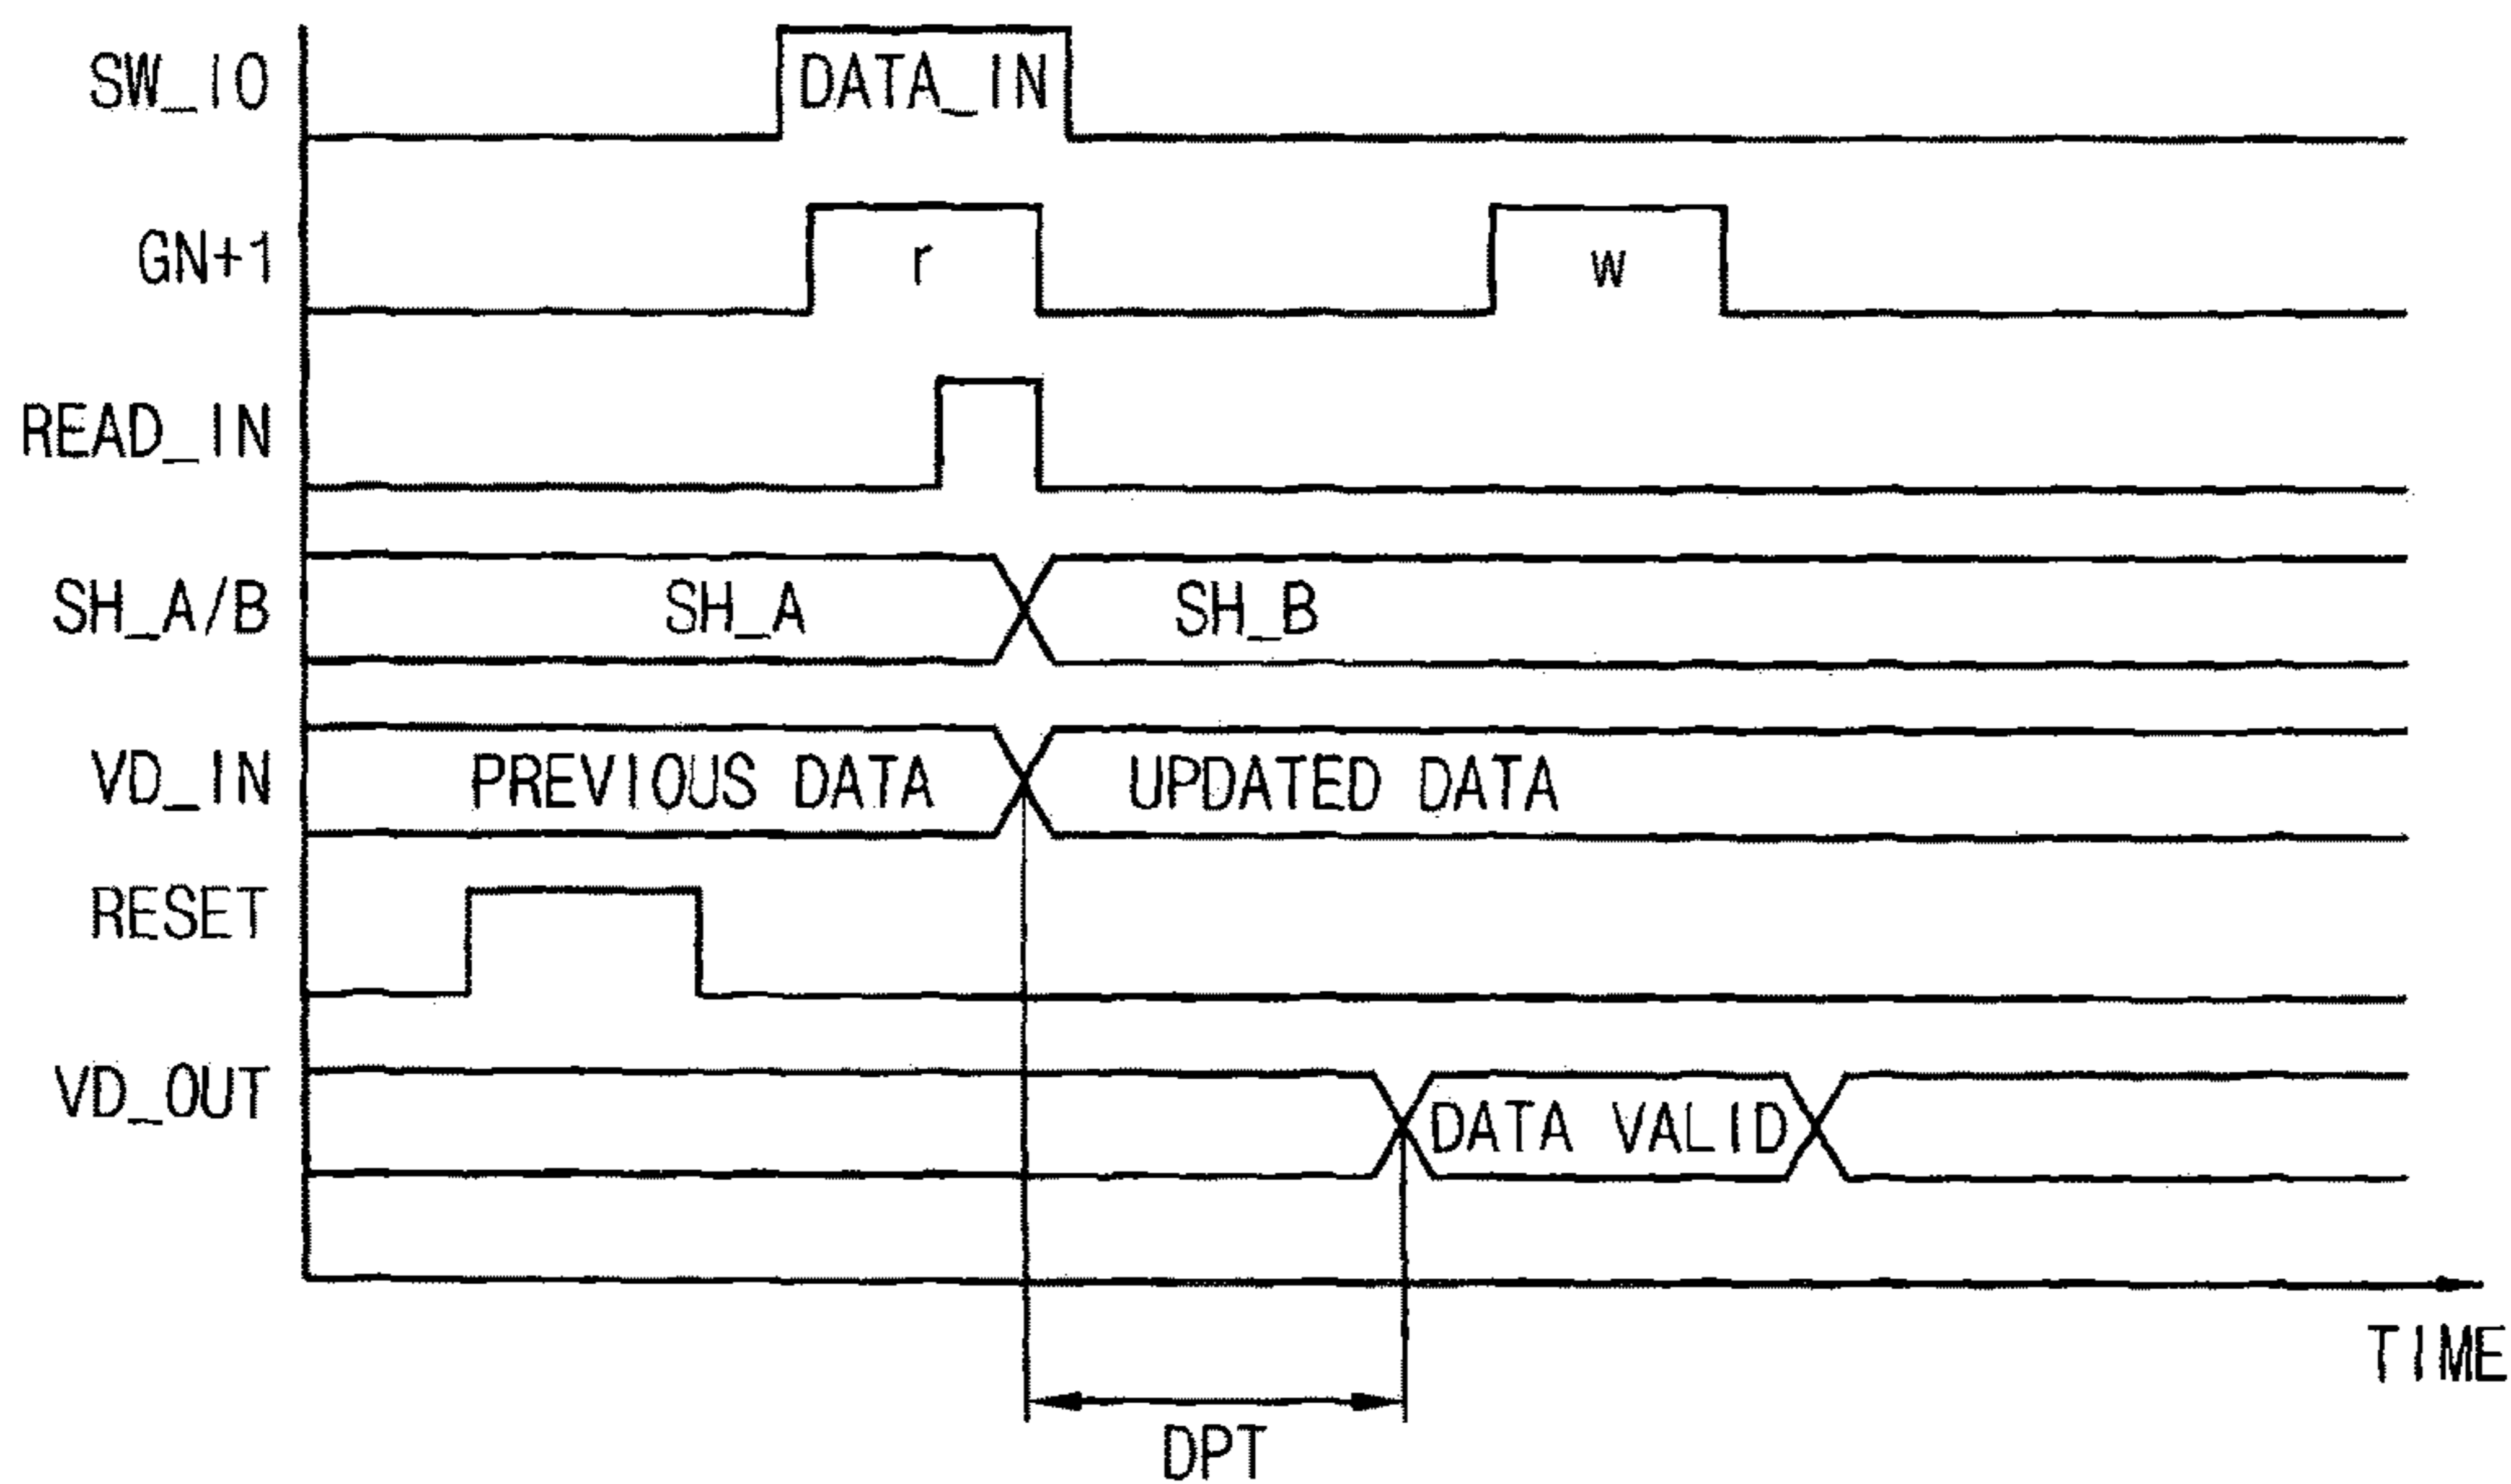 SW_IO DATA_IN
GN+1 r w
READ_IN
SH_A/B SH_A SH_B
VD_IN PREVIOUS DATA UPDATED DATA
RESET
VD_OUT DATA VALID
TIME
DPT